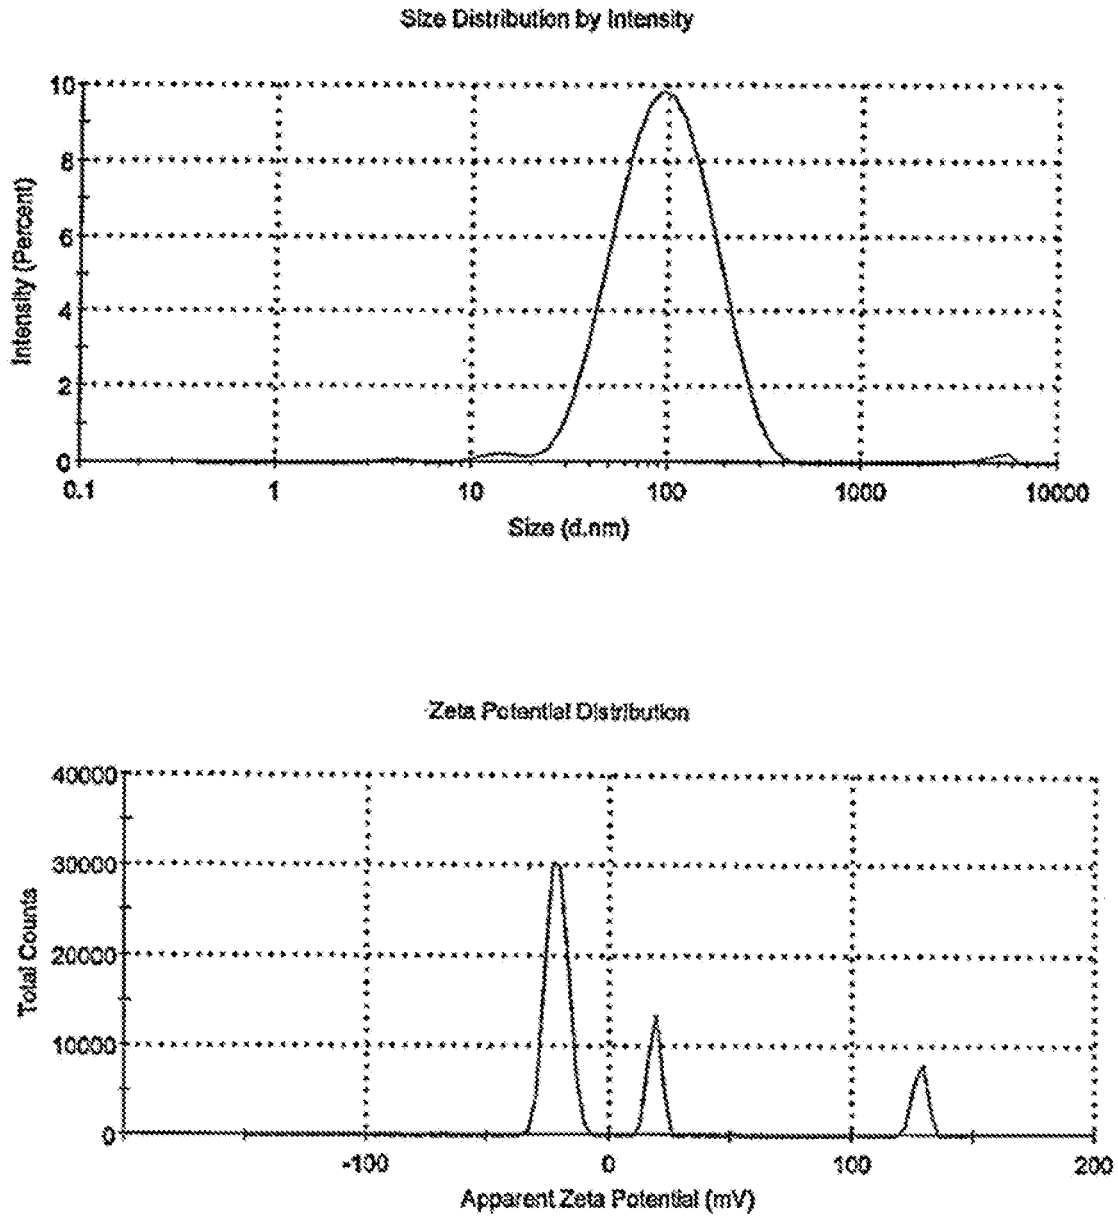 Size Distribution by Intensity
10
8
6
4
2
0
Intensity (Percent)
0.1 1 10 100 1000 10000
Size (d.nm)
Zeta Potential Distribution
40000
30000
20000
10000
0
Total Counts
-100 0 100 200
Apparent Zeta Potential (mV)